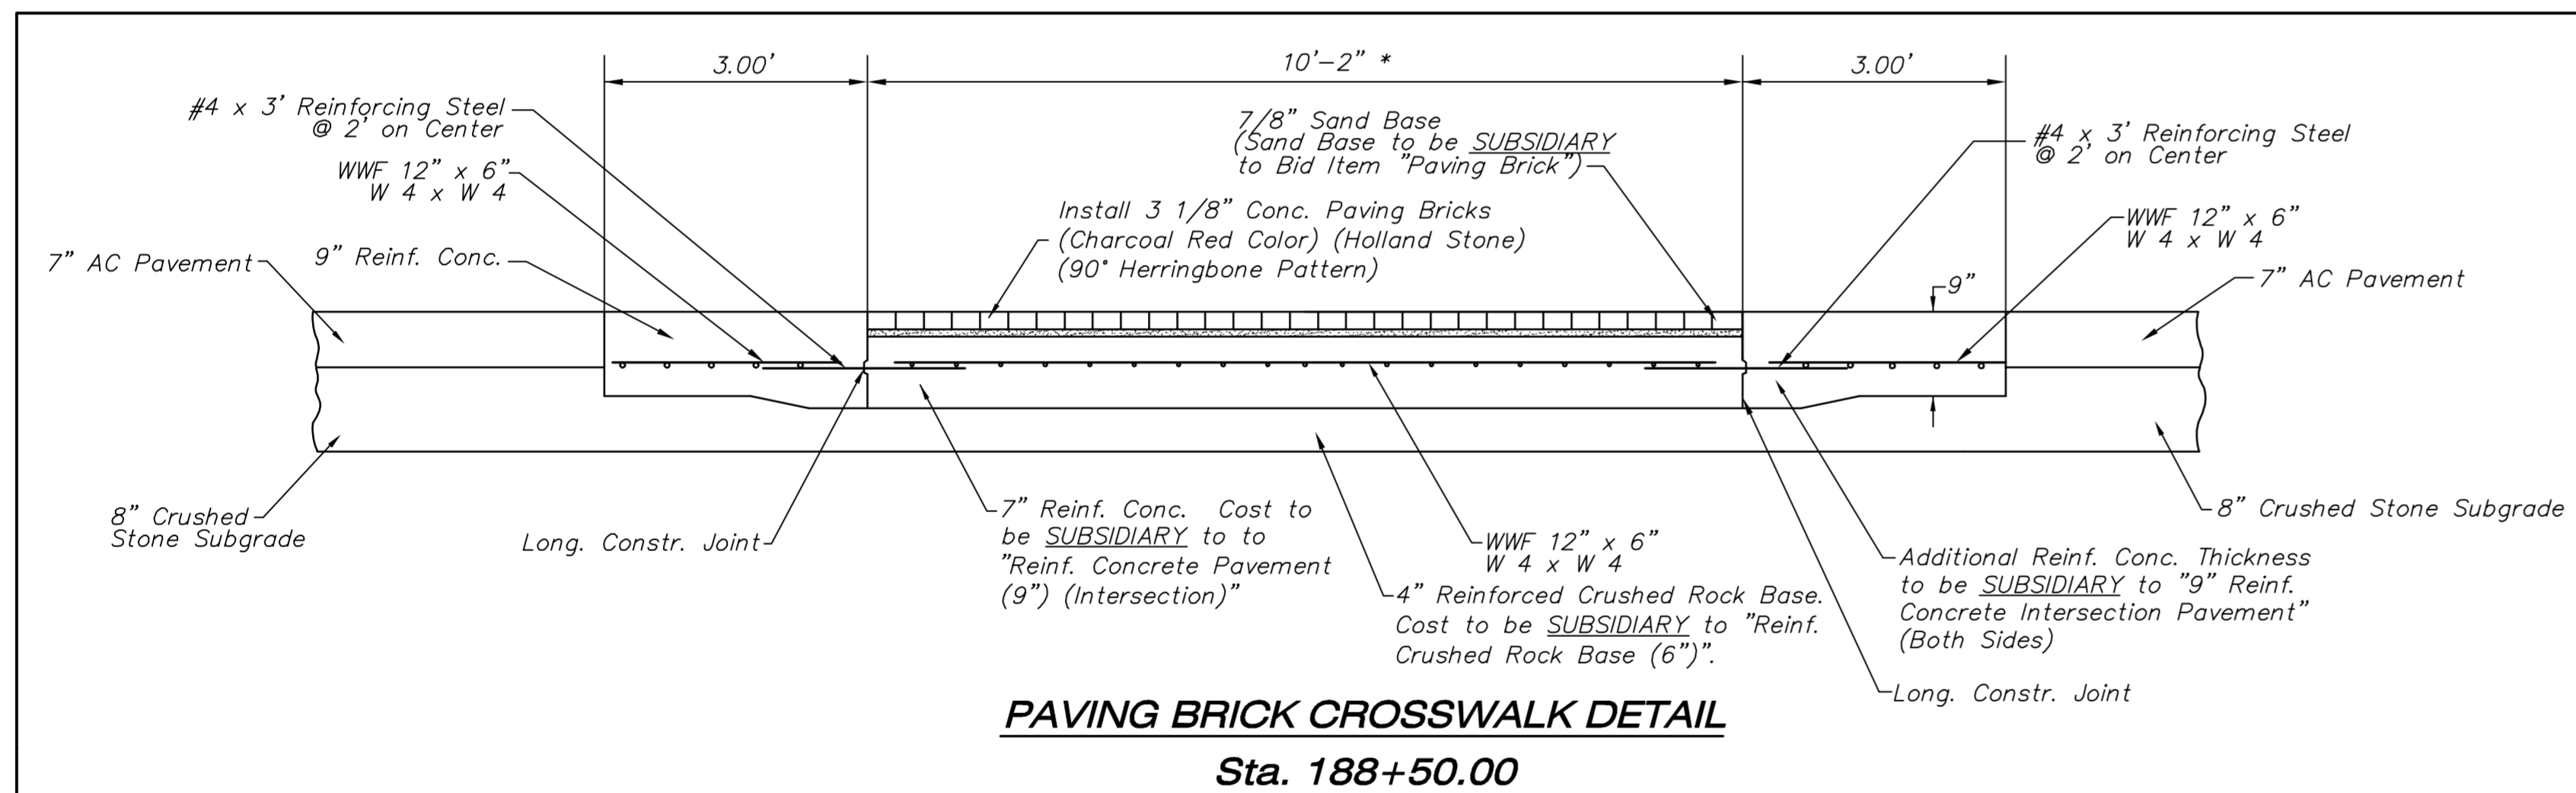 3.00'
10'-2" *
3.00'
#4 x 3' Reinforcing Steel
@ 2' on Center
WWF 12" x 6"
W 4 x W 4
7" AC Pavement
9" Reinf. Conc.
Install 3 1/8" Conc. Paving Bricks
(Charcoal Red Color) (Holland Stone)
(90° Herringbone Pattern)
7/8" Sand Base
(Sand Base to be SUBSIDIARY
to Bid Item "Paving Brick")
#4 x 3' Reinforcing Steel
@ 2' on Center
WWF 12" x 6"
W 4 x W 4
9"
7" AC Pavement
8" Crushed
Stone Subgrade
Long. Constr. Joint
7" Reinf. Conc. Cost to
be SUBSIDIARY to to
"Reinf. Concrete Pavement
(9") (Intersection)"
WWF 12" x 6"
W 4 x W 4
4" Reinforced Crushed Rock Base.
Cost to be SUBSIDIARY to "Reinf.
Crushed Rock Base (6")".
8" Crushed Stone Subgrade
Additional Reinf. Conc. Thickness
to be SUBSIDIARY to "9" Reinf.
Concrete Intersection Pavement"
(Both Sides)
Long. Constr. Joint
PAVING BRICK CROSSWALK DETAIL
Sta. 188+50.00